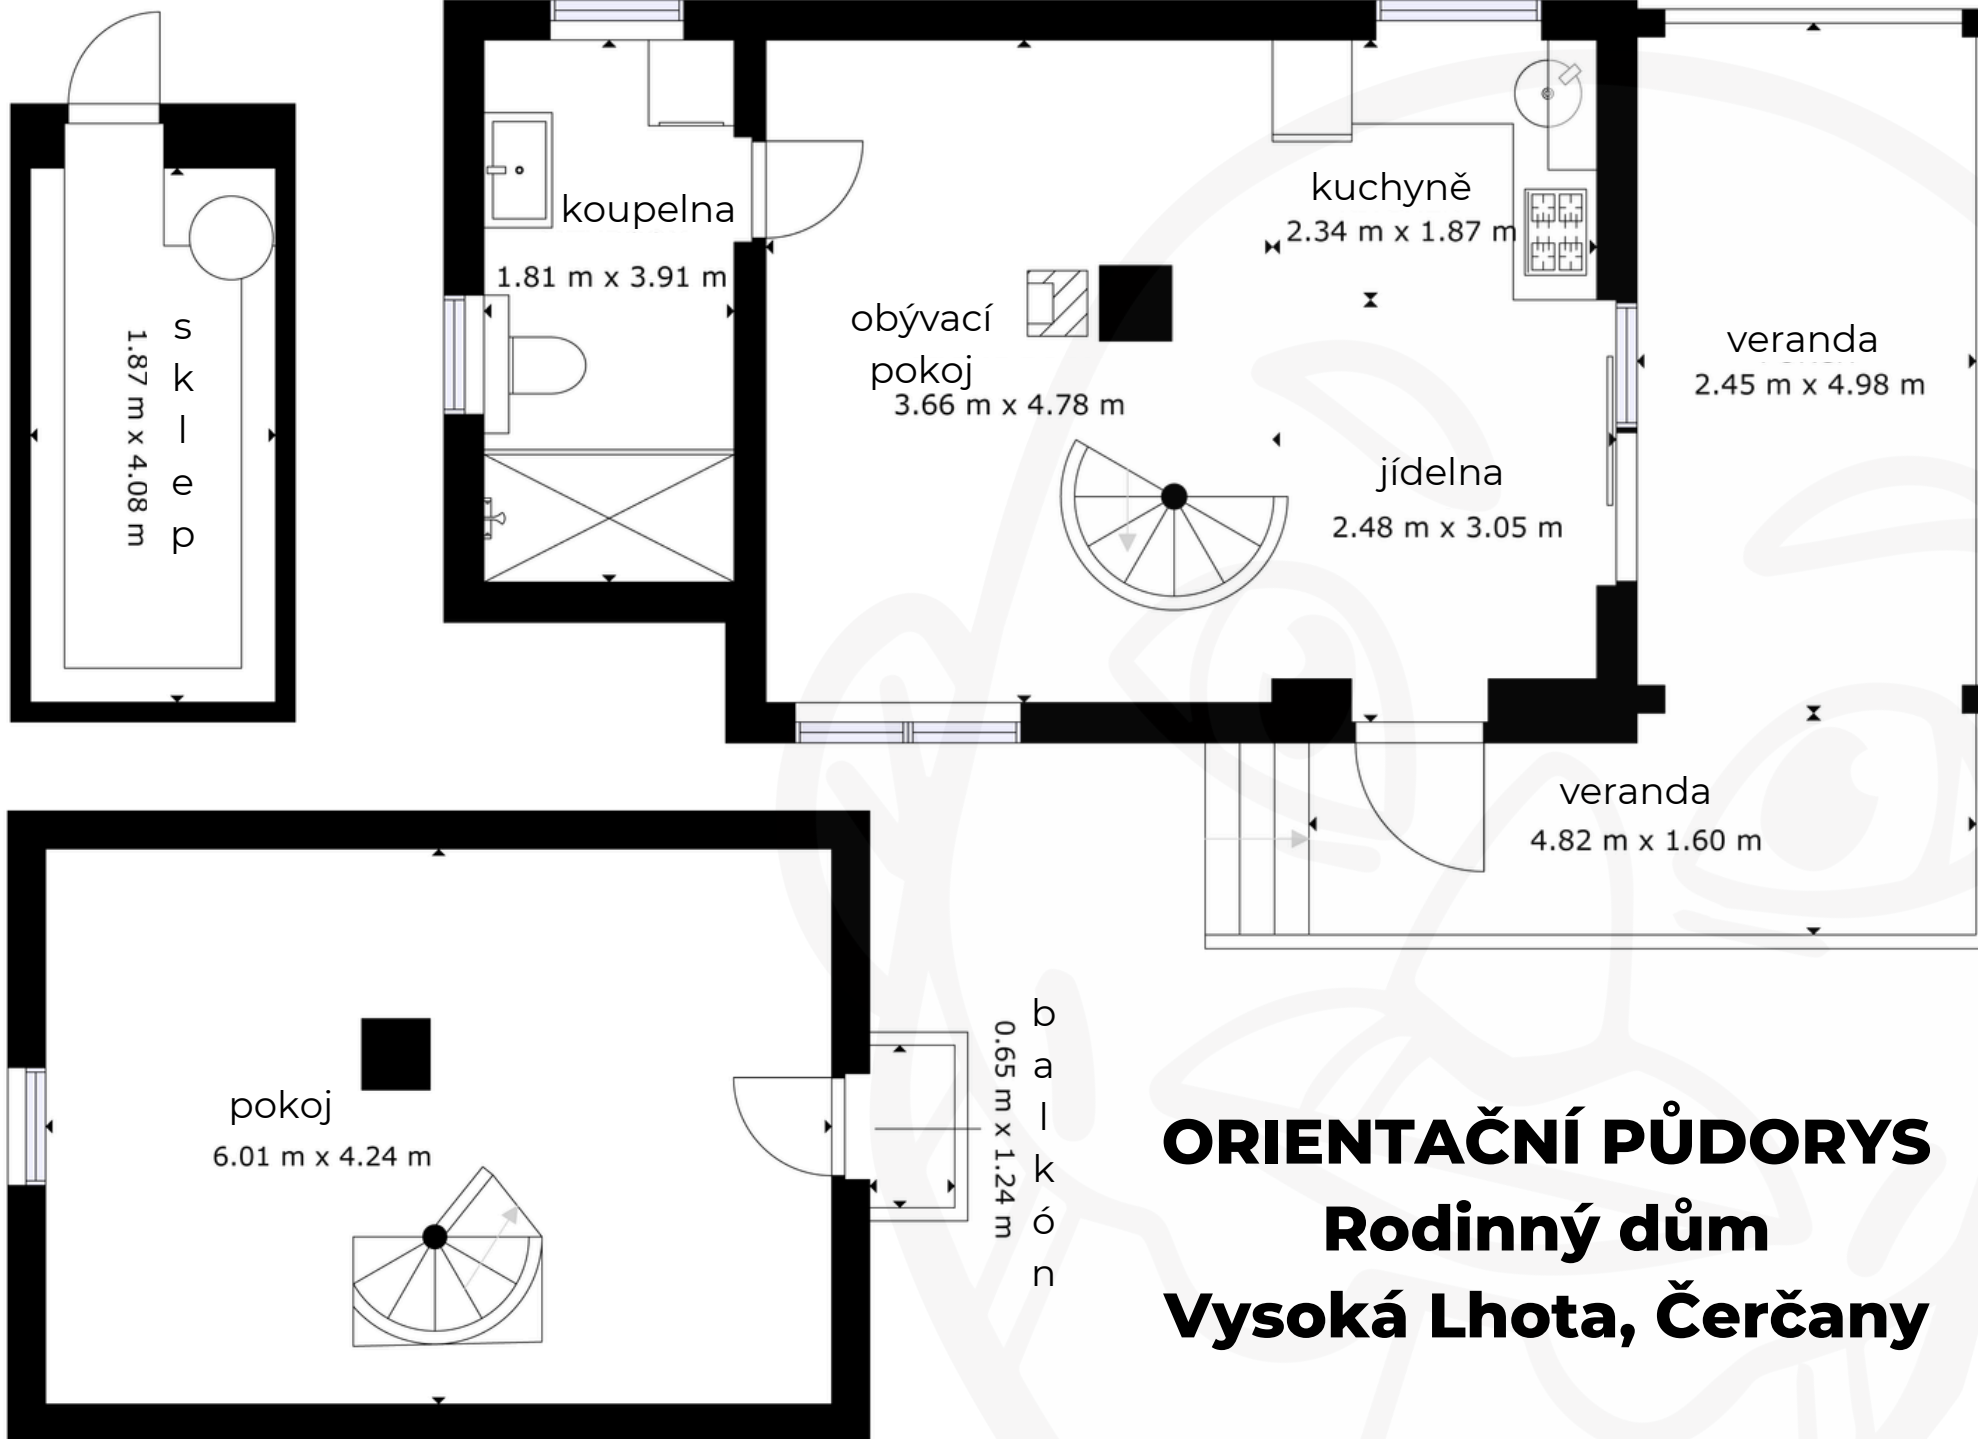 koupelna
1.81 m x 3.91 m
kuchyně
2.34 m x 1.87 m
obývací
pokoj
3.66 m x 4.78 m
jídelna
2.48 m x 3.05 m
veranda
2.45 m x 4.98 m
veranda
4.82 m x 1.60 m
sklep
1.87 m x 4.08 m
pokoj
6.01 m x 4.24 m
balkón
0.65 m x 1.24 m
ORIENTAČNÍ PŮDORYS
Rodinný dům
Vysoká Lhota, Čerčany